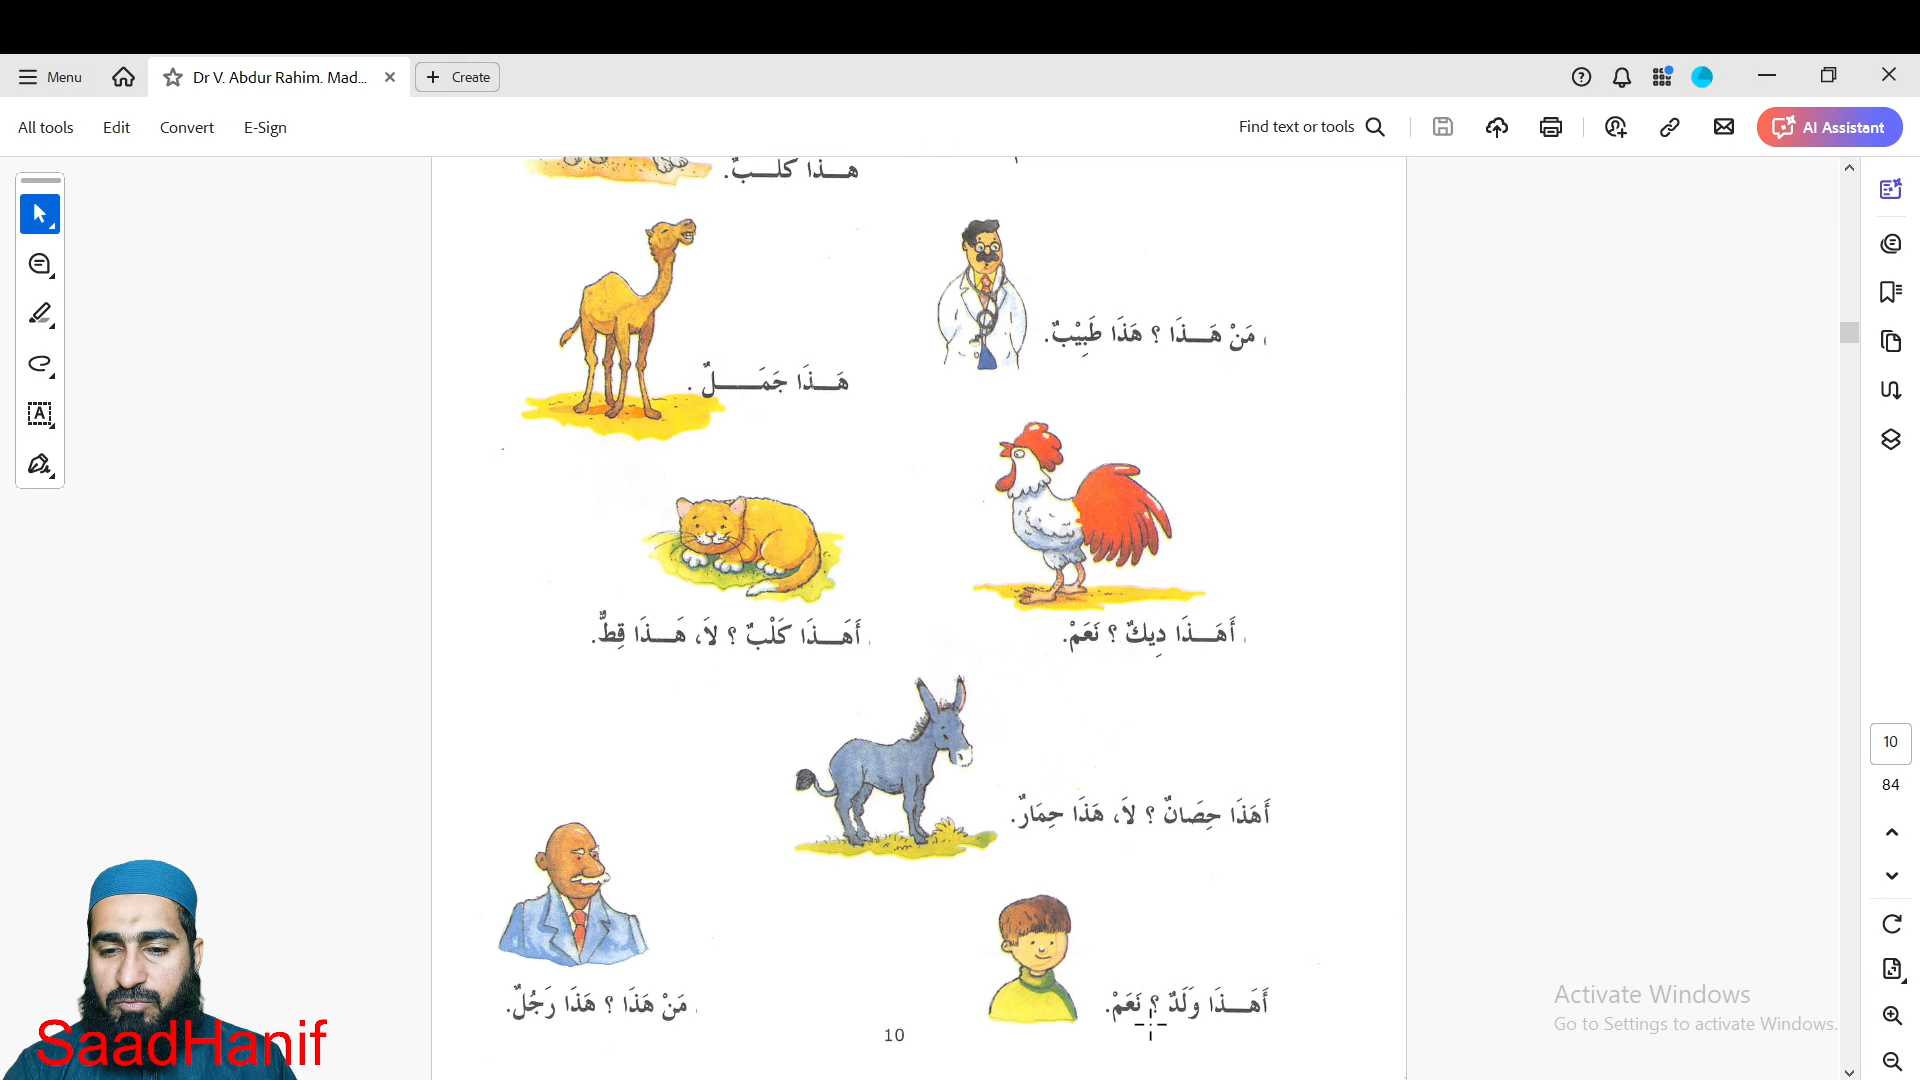 Menu
Dr V. Abdur Rahim. Mad...
Create
All tools
Edit
Convert
E-Sign
Find text or tools
AI Assistant
هـذا كلـبٌ.
مَنْ هَـذَا ؟ هَذَا طَبِيْبٌ.
هَـذَا جَمَـلٌ .
أَهَـذَا دِيكٌ ؟ نَعَمْ.
أَهَـذَا كَلْبٌ ؟ لاَ، هَـذَا قِطٌّ.
أَهَذَا حِصَانٌ ؟ لاَ، هَذَا حِمَارٌ.
أَهَـذَا وَلَدٌ ؟ نَعَمْ.
مَنْ هَذَا ؟ هَذَا رَجُلٌ.
10
10
84
Activate Windows
Go to Settings to activate Windows.
SaadHanif